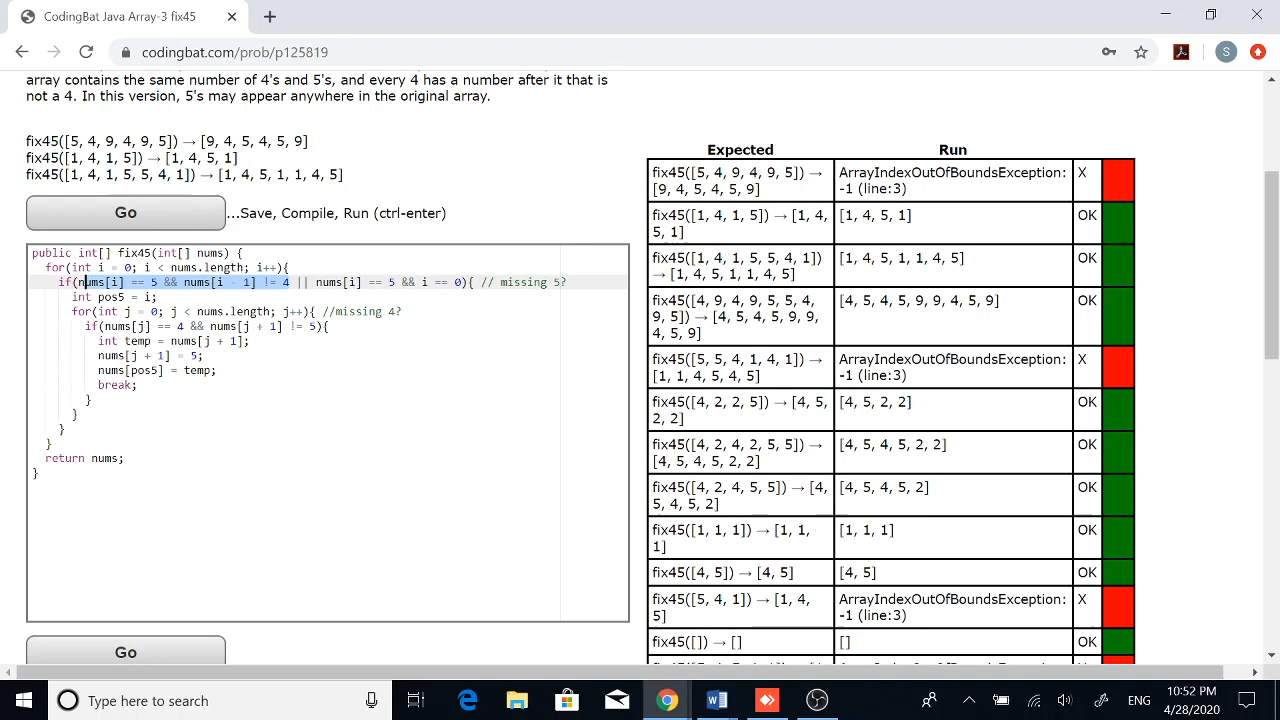 CodingBat Java Array-3 fix45
codingbat.com/prob/p125819
S
array contains the same number of 4's and 5's, and every 4 has a number after it that is
not a 4. In this version, 5's may appear anywhere in the original array.
fix45([5, 4, 9, 4, 9, 5]) → [9, 4, 5, 4, 5, 9]
fix45([1, 4, 1, 5]) → [1, 4, 5, 1]
fix45([1, 4, 1, 5, 5, 4, 1]) → [1, 4, 5, 1, 1, 4, 5]
Go
...Save, Compile, Run (ctrl-enter)
public int[] fix45(int[] nums) {
for(int i = 0; i < nums.length; i++){
if(nums[i] == 5 && nums[i - 1] != 4 || nums[i] == 5 && i == 0){ // missing 5?
int pos5 = i;
for(int j = 0; j < nums.length; j++){ //missing 4?
if(nums[j] == 4 && nums[j + 1] != 5){
int temp = nums[j + 1];
nums[j + 1] = 5;
nums[pos5] = temp;
break;
}
}
}
}
return nums;
}
Go
Expected Run
fix45([5, 4, 9, 4, 9, 5]) → ArrayIndexOutOfBoundsException: X
[9, 4, 5, 4, 5, 9] -1 (line:3)
fix45([1, 4, 1, 5]) → [1, 4, [1, 4, 5, 1] OK
5, 1]
fix45([1, 4, 1, 5, 5, 4, 1]) [1, 4, 5, 1, 1, 4, 5] OK
→ [1, 4, 5, 1, 1, 4, 5]
fix45([4, 9, 4, 9, 5, 5, 4, [4, 5, 4, 5, 9, 9, 4, 5, 9] OK
9, 5]) → [4, 5, 4, 5, 9, 9,
4, 5, 9]
fix45([5, 5, 4, 1, 4, 1]) → ArrayIndexOutOfBoundsException: X
[1, 1, 4, 5, 4, 5] -1 (line:3)
fix45([4, 2, 2, 5]) → [4, 5, [4, 5, 2, 2] OK
2, 2]
fix45([4, 2, 4, 2, 5, 5]) → [4, 5, 4, 5, 2, 2] OK
[4, 5, 4, 5, 2, 2]
fix45([4, 2, 4, 5, 5]) → [4, [4, 5, 4, 5, 2] OK
5, 4, 5, 2]
fix45([1, 1, 1]) → [1, 1, [1, 1, 1] OK
1]
fix45([4, 5]) → [4, 5] [4, 5] OK
fix45([5, 4, 1]) → [1, 4, ArrayIndexOutOfBoundsException: X
5] -1 (line:3)
fix45([]) → [] [] OK
Type here to search
ENG
10:52 PM
4/28/2020